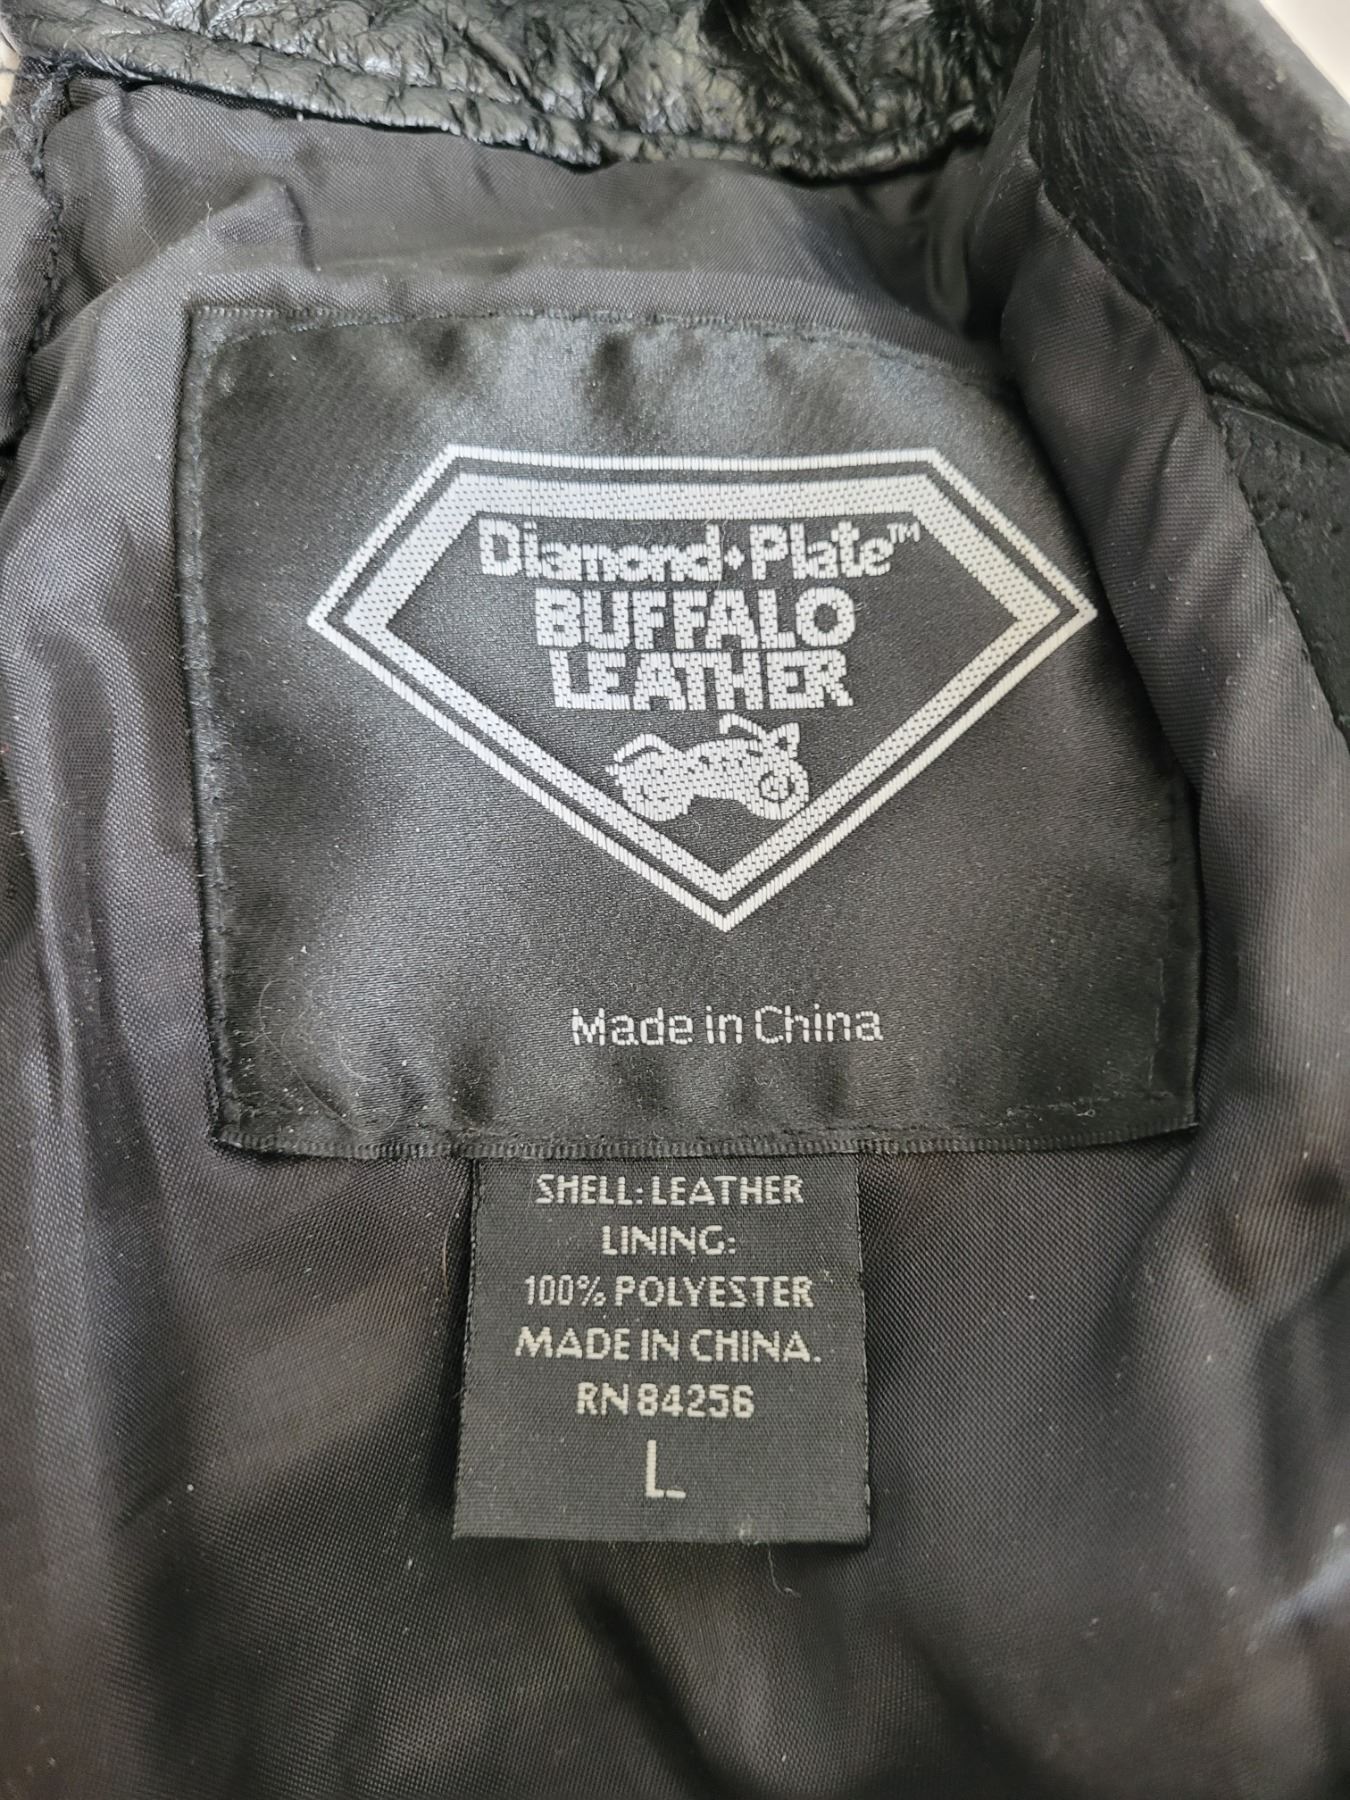 Diamond♦Plate™
BUFFALO
LEATHER
Made in China
SHELL: LEATHER
LINING:
100% POLYESTER
MADE IN CHINA.
RN 84256
L